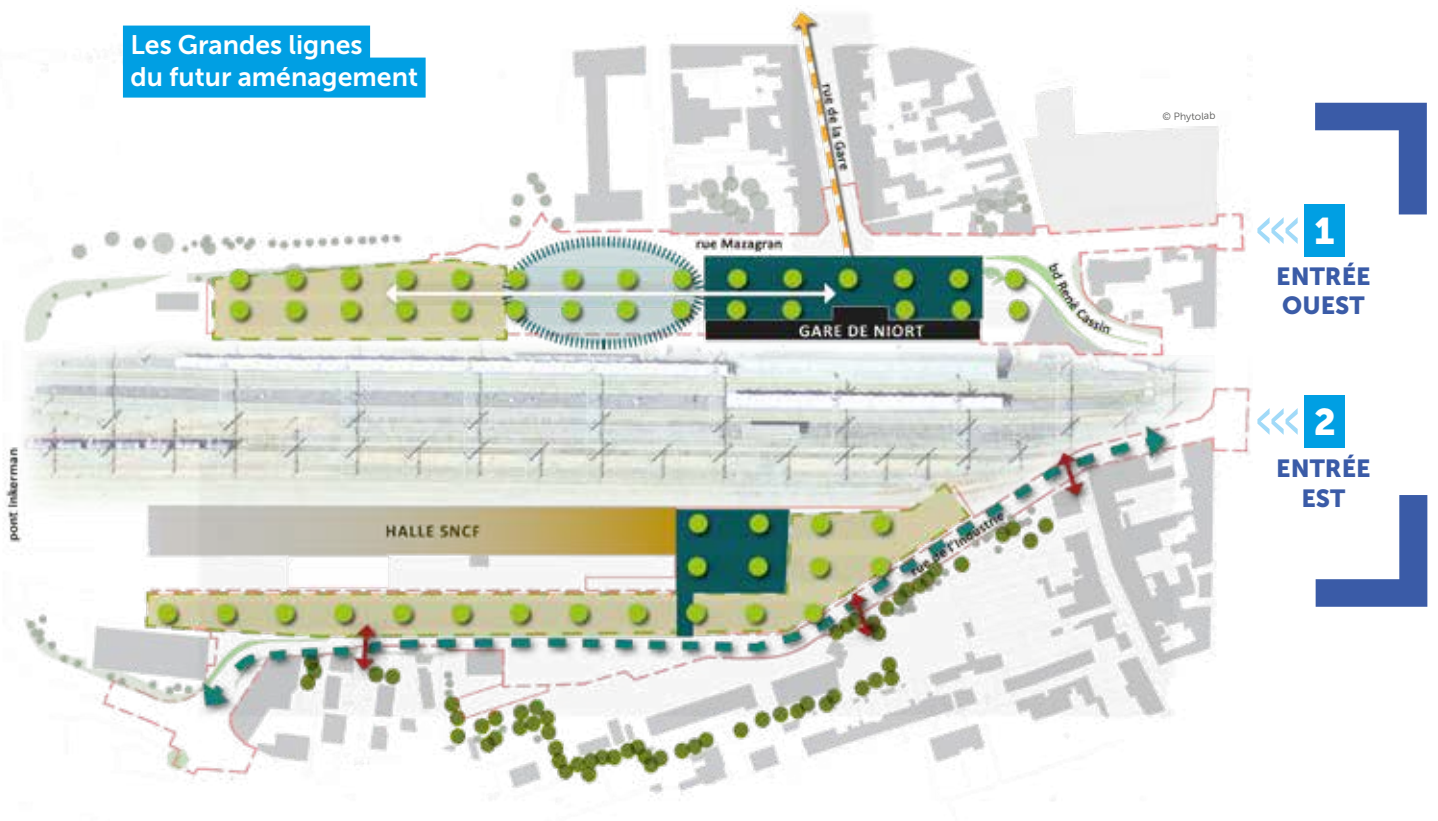 Les Grandes lignes
du futur aménagement
© Phytolab
rue de la Gare
rue Mazagran
bd René Cassin
GARE DE NIORT
<<< 1
ENTRÉE
OUEST
<<< 2
ENTRÉE
EST
pont Inkerman
HALLE SNCF
rue de l'Industrie